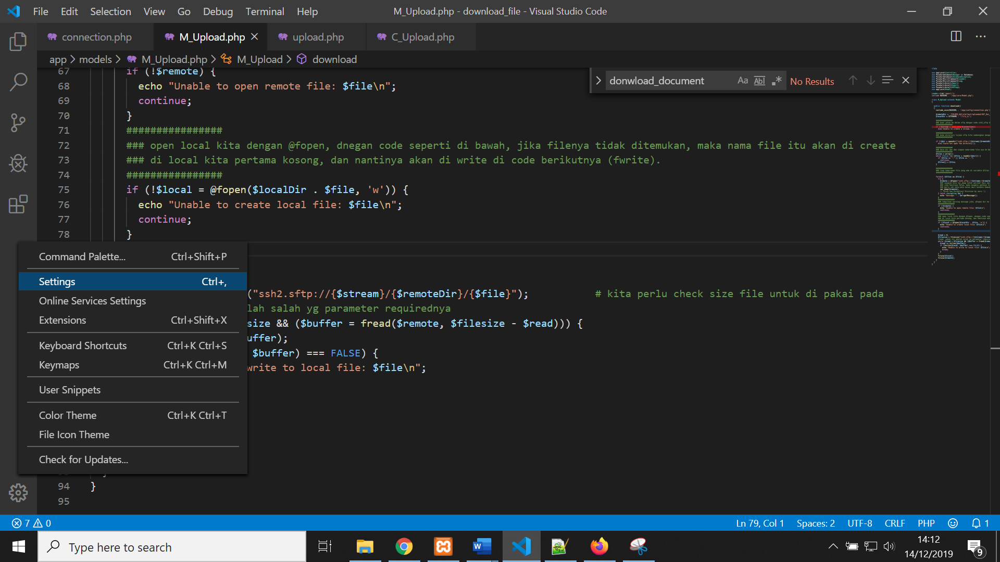 File Edit Selection View Go Debug Terminal Help M_Upload.php - download_file - Visual Studio Code
connection.php M_Upload.php upload.php C_Upload.php
app > models > M_Upload.php > M_Upload > download
67 if (!$remote) {
68 echo "Unable to open remote file: $file\n";
69 continue;
70 }
71 ################
72 ### open local kita dengan @fopen, dnegan code seperti di bawah, jika filenya tidak ditemukan, maka nama file itu akan di create
73 ### di local kita pertama kosong, dan nantinya akan di write di code berikutnya (fwrite).
74 ################
75 if (!$local = @fopen($localDir . $file, 'w')) {
76 echo "Unable to create local file: $file\n";
77 continue;
78 }
donwload_document Aa Abl .* No Results
Command Palette... Ctrl+Shift+P
Settings Ctrl+,
Online Services Settings
Extensions Ctrl+Shift+X
Keyboard Shortcuts Ctrl+K Ctrl+S
Keymaps Ctrl+K Ctrl+M
User Snippets
Color Theme Ctrl+K Ctrl+T
File Icon Theme
Check for Updates...
("ssh2.sftp://{$stream}/{$remoteDir}/{$file}"); # kita perlu check size file untuk di pakai pada
lah salah yg parameter requirednya
size && ($buffer = fread($remote, $filesize - $read))) {
uffer);
$buffer) === FALSE) {
write to local file: $file\n";
94 }
95
7 0 Ln 79, Col 1 Spaces: 2 UTF-8 CRLF PHP 1
Type here to search
14:12
14/12/2019
9